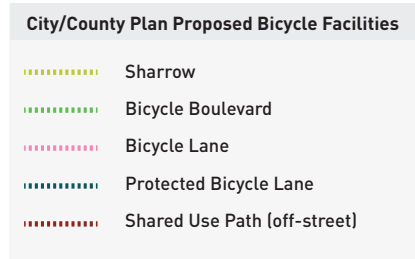 City/County Plan Proposed Bicycle Facilities
Sharrow
Bicycle Boulevard
Bicycle Lane
Protected Bicycle Lane
Shared Use Path (off-street)